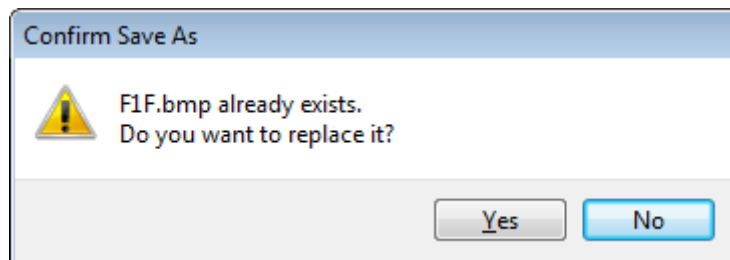 Confirm Save As
F1F.bmp already exists.
Do you want to replace it?
Yes No